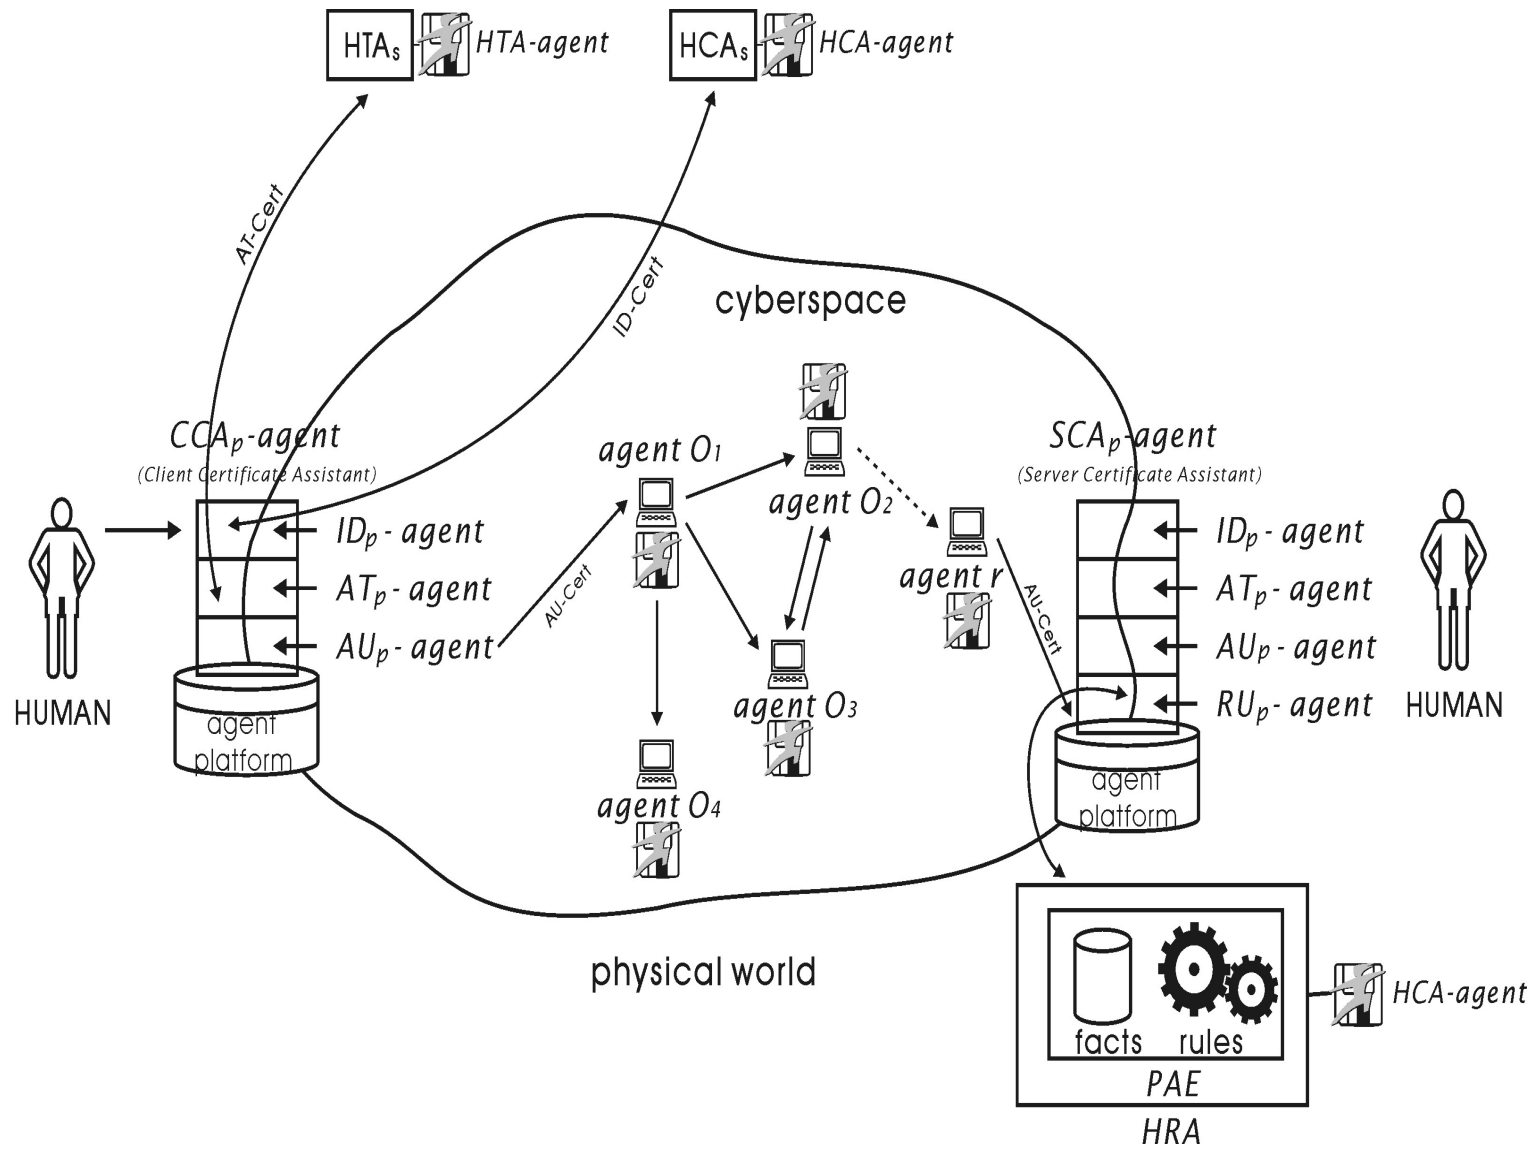 HTAs HTA-agent
HCAs HCA-agent
AT-Cert
ID-Cert
cyberspace
CCAp-agent
(Client Certificate Assistant)
IDp - agent
ATp - agent
AUp - agent
HUMAN
agent
platform
AU-Cert
agent O1
agent O2
agent r
agent O3
agent O4
AU-Cert
SCAp-agent
(Server Certificate Assistant)
IDp - agent
ATp - agent
AUp - agent
RUp - agent
HUMAN
agent
platform
physical world
facts rules
PAE
HRA
HCA-agent